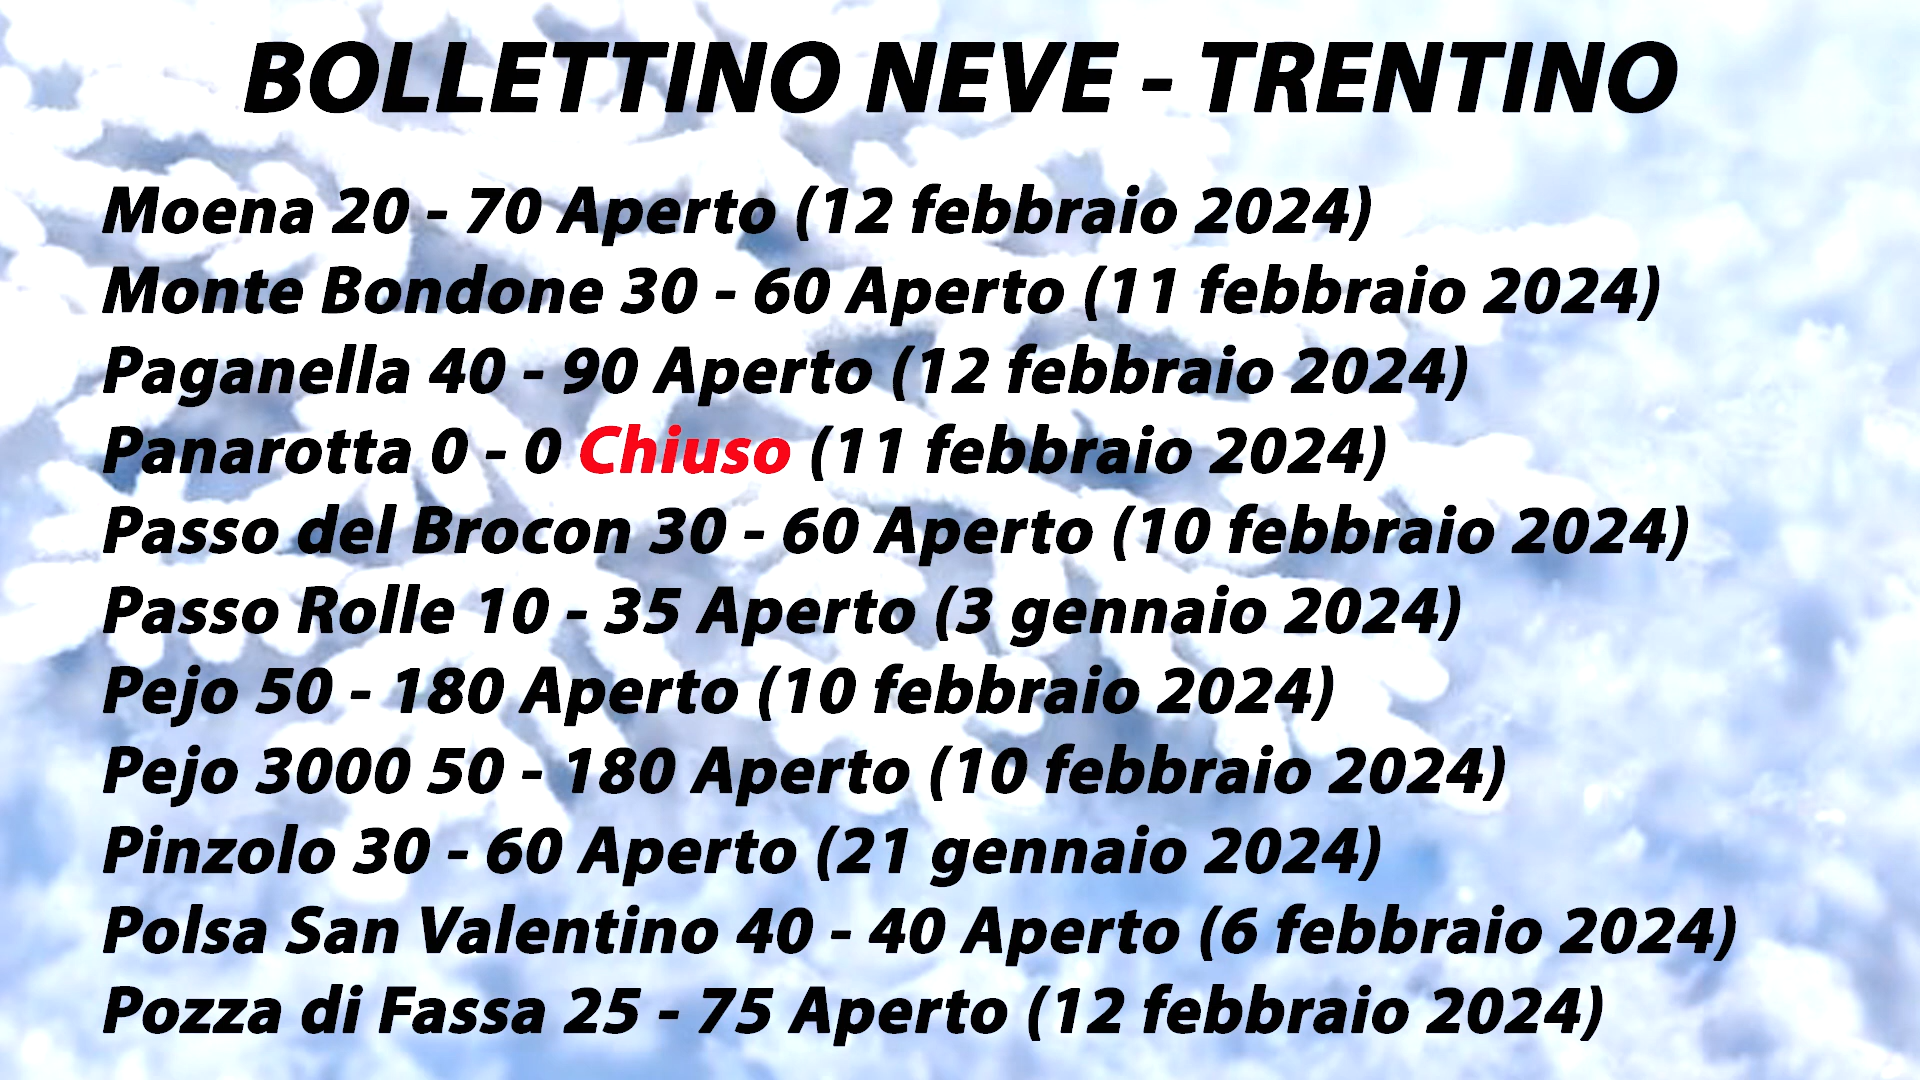 BOLLETTINO NEVE - TRENTINO
Moena 20 - 70 Aperto (12 febbraio 2024)
Monte Bondone 30 - 60 Aperto (11 febbraio 2024)
Paganella 40 - 90 Aperto (12 febbraio 2024)
Panarotta 0 - 0 Chiuso (11 febbraio 2024)
Passo del Brocon 30 - 60 Aperto (10 febbraio 2024)
Passo Rolle 10 - 35 Aperto (3 gennaio 2024)
Pejo 50 - 180 Aperto (10 febbraio 2024)
Pejo 3000 50 - 180 Aperto (10 febbraio 2024)
Pinzolo 30 - 60 Aperto (21 gennaio 2024)
Polsa San Valentino 40 - 40 Aperto (6 febbraio 2024)
Pozza di Fassa 25 - 75 Aperto (12 febbraio 2024)